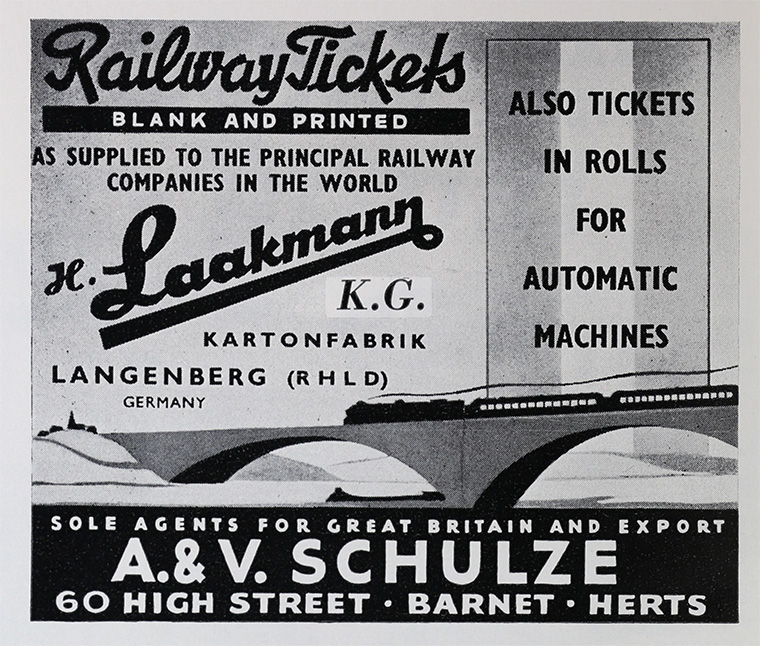 Railway Tickets
BLANK AND PRINTED
AS SUPPLIED TO THE PRINCIPAL RAILWAY
COMPANIES IN THE WORLD
H. Laakmann
K.G.
KARTONFABRIK
LANGENBERG (RHLD)
GERMANY
ALSO TICKETS
IN ROLLS
FOR
AUTOMATIC
MACHINES
SOLE AGENTS FOR GREAT BRITAIN AND EXPORT
A.& V. SCHULZE
60 HIGH STREET · BARNET · HERTS